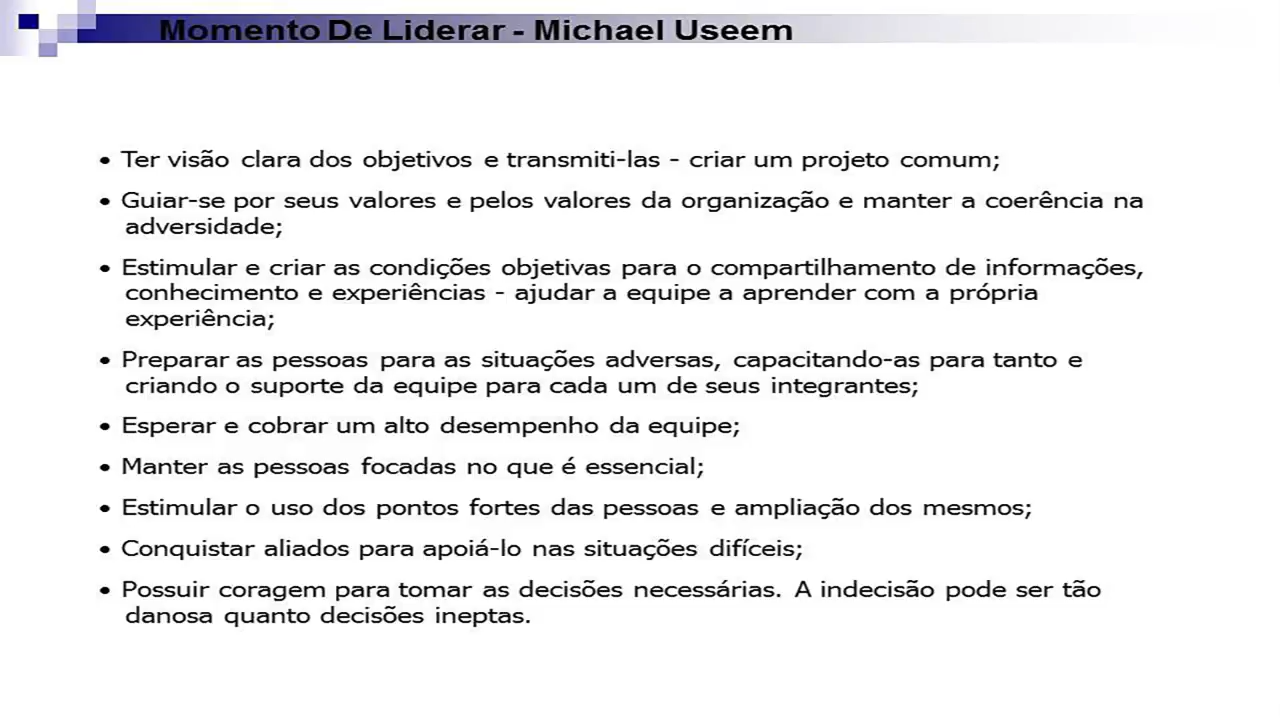 Momento De Liderar - Michael Useem
• Ter visão clara dos objetivos e transmiti-las - criar um projeto comum;
• Guiar-se por seus valores e pelos valores da organização e manter a coerência na
adversidade;
• Estimular e criar as condições objetivas para o compartilhamento de informações,
conhecimento e experiências - ajudar a equipe a aprender com a própria
experiência;
• Preparar as pessoas para as situações adversas, capacitando-as para tanto e
criando o suporte da equipe para cada um de seus integrantes;
• Esperar e cobrar um alto desempenho da equipe;
• Manter as pessoas focadas no que é essencial;
• Estimular o uso dos pontos fortes das pessoas e ampliação dos mesmos;
• Conquistar aliados para apoiá-lo nas situações difíceis;
• Possuir coragem para tomar as decisões necessárias. A indecisão pode ser tão
danosa quanto decisões ineptas.